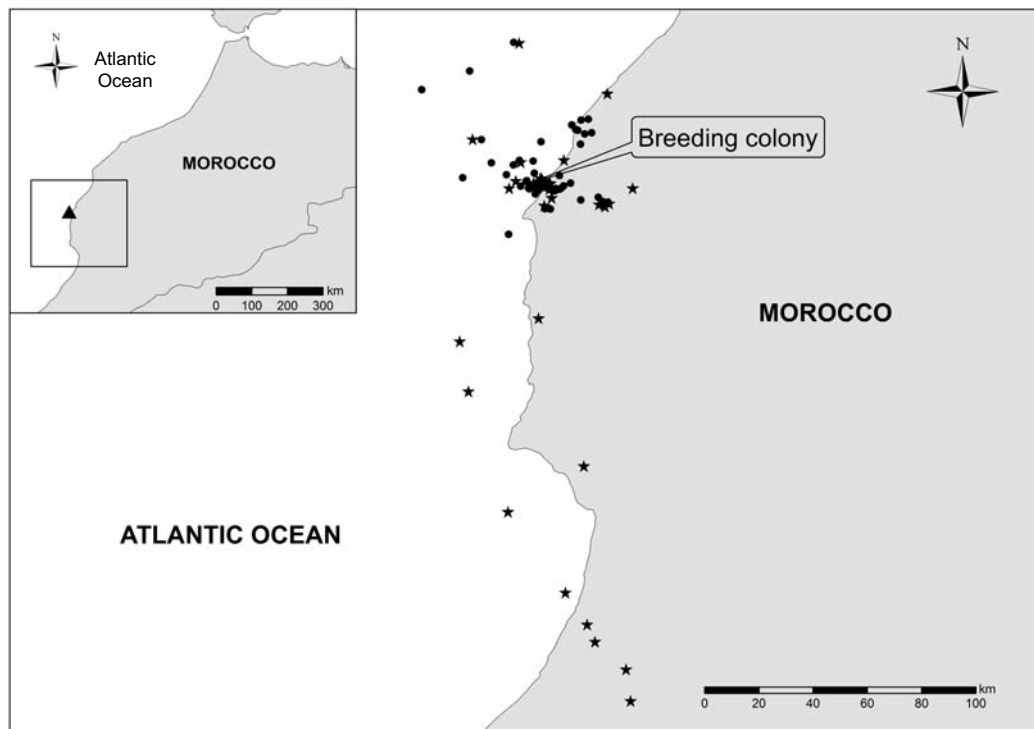 N
Atlantic
Ocean
MOROCCO
km
0 100 200 300
N
Breeding colony
MOROCCO
ATLANTIC OCEAN
km
0 20 40 60 80 100